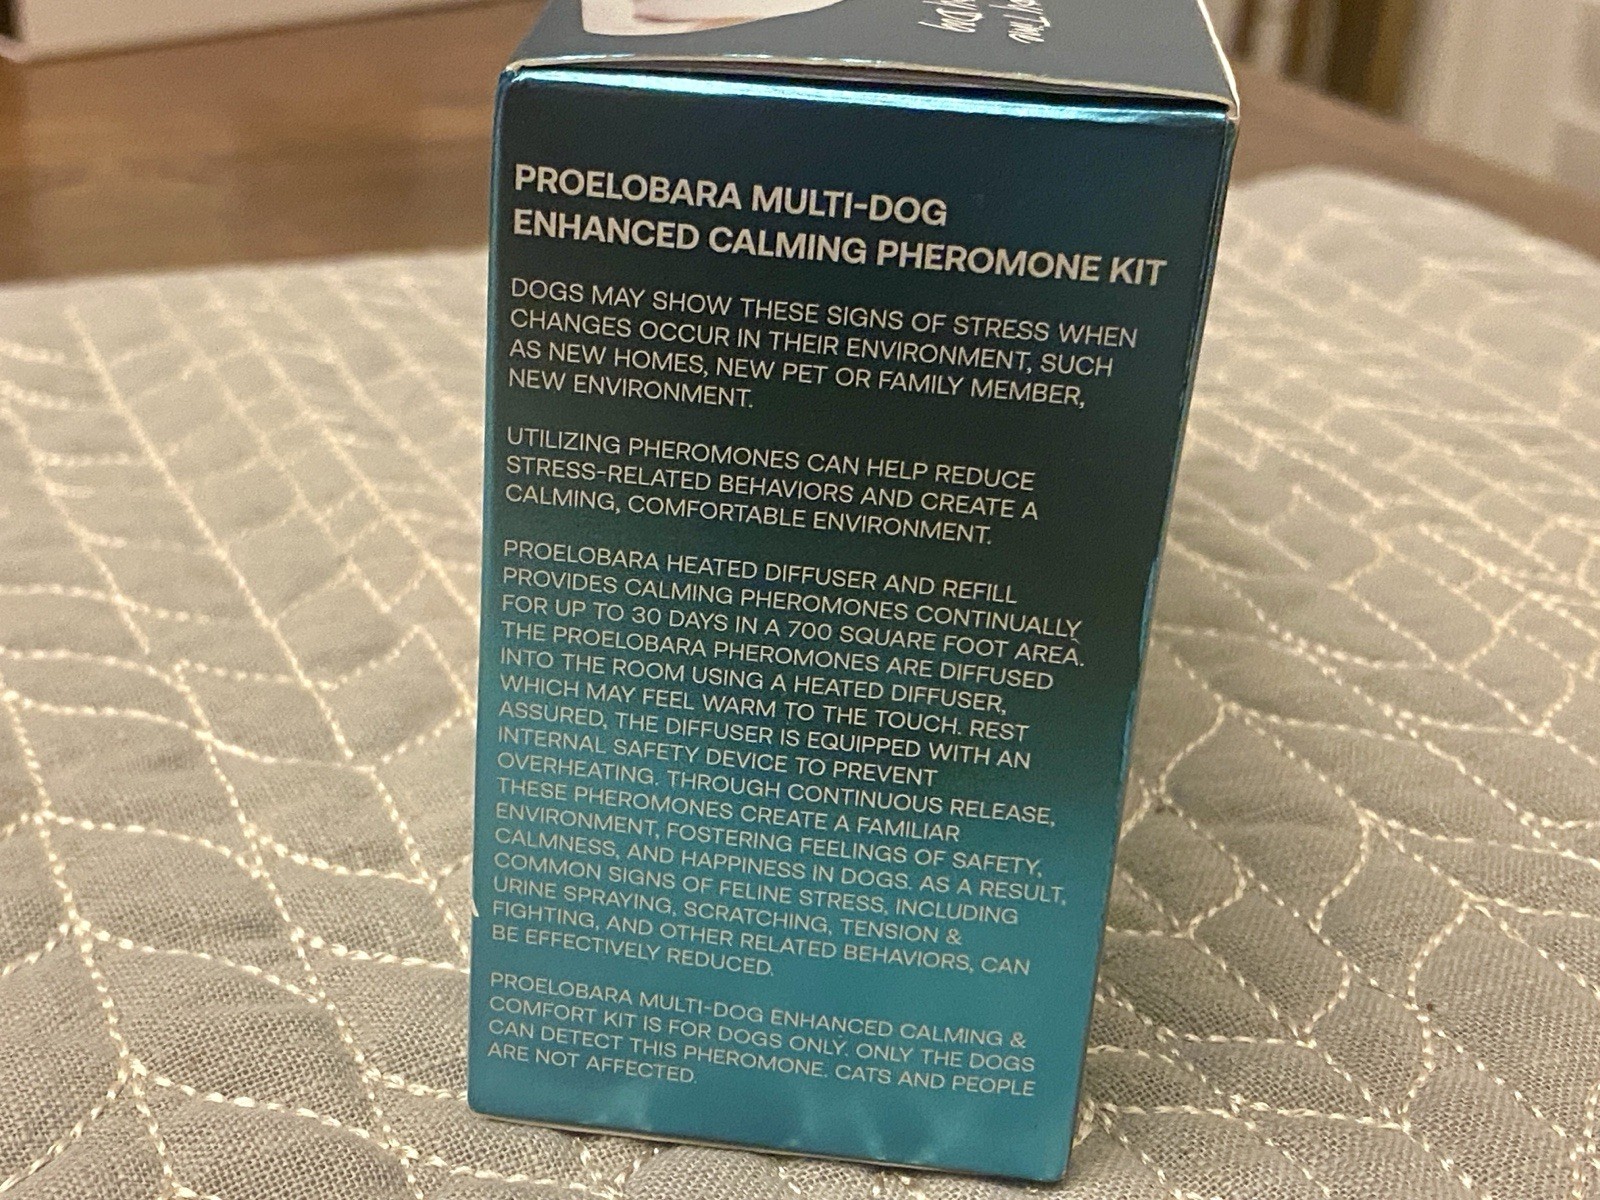 PROELOBARA MULTI-DOG
ENHANCED CALMING PHEROMONE KIT
DOGS MAY SHOW THESE SIGNS OF STRESS WHEN
CHANGES OCCUR IN THEIR ENVIRONMENT, SUCH
AS NEW HOMES, NEW PET OR FAMILY MEMBER,
NEW ENVIRONMENT.
UTILIZING PHEROMONES CAN HELP REDUCE
STRESS-RELATED BEHAVIORS AND CREATE A
CALMING, COMFORTABLE ENVIRONMENT.
PROELOBARA HEATED DIFFUSER AND REFILL
PROVIDES CALMING PHEROMONES CONTINUALLY
FOR UP TO 30 DAYS IN A 700 SQUARE FOOT AREA.
THE PROELOBARA PHEROMONES ARE DIFFUSED
INTO THE ROOM USING A HEATED DIFFUSER,
WHICH MAY FEEL WARM TO THE TOUCH. REST
ASSURED, THE DIFFUSER IS EQUIPPED WITH AN
INTERNAL SAFETY DEVICE TO PREVENT
OVERHEATING. THROUGH CONTINUOUS RELEASE,
THESE PHEROMONES CREATE A FAMILIAR
ENVIRONMENT, FOSTERING FEELINGS OF SAFETY,
CALMNESS, AND HAPPINESS IN DOGS. AS A RESULT,
COMMON SIGNS OF FELINE STRESS, INCLUDING
URINE SPRAYING, SCRATCHING, TENSION &
FIGHTING, AND OTHER RELATED BEHAVIORS, CAN
BE EFFECTIVELY REDUCED.
PROELOBARA MULTI-DOG ENHANCED CALMING &
COMFORT KIT IS FOR DOGS ONLY. ONLY THE DOGS
CAN DETECT THIS PHEROMONE. CATS AND PEOPLE
ARE NOT AFFECTED.